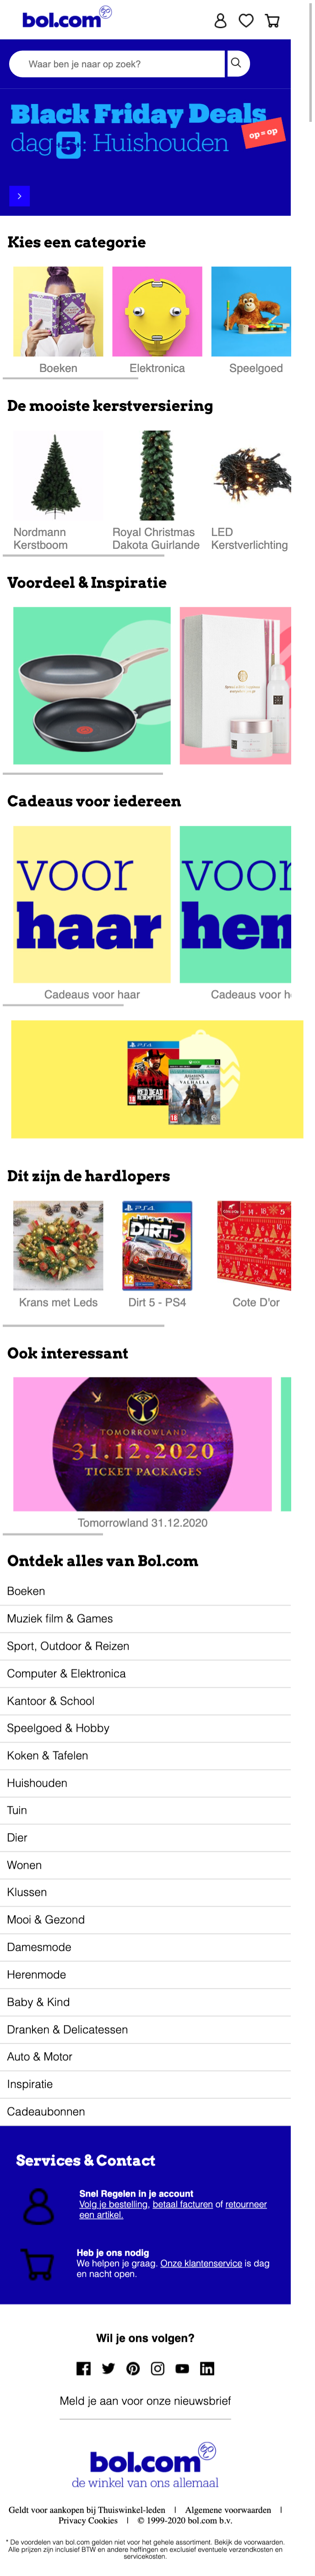 bol.com
Waar ben je naar op zoek?
Black Friday Deals
dag 5: Huishouden
op=op
Kies een categorie
Boeken
Elektronica
Speelgoed
De mooiste kerstversiering
Nordmann
Kerstboom
Royal Christmas
Dakota Guirlande
LED
Kerstverlichting
Voordeel & Inspiratie
Cadeaus voor iedereen
voor
haar
voor
hen
Cadeaus voor haar
Cadeaus voor h
PS4
VALHALLA
Dit zijn de hardlopers
PS4
DIRT 5
Krans met Leds
Dirt 5 - PS4
Cote D'or
Ook interessant
TOMORROWLAND
31.12.2020
TICKET PACKAGES
Tomorrowland 31.12.2020
Ontdek alles van Bol.com
Boeken
Muziek film & Games
Sport, Outdoor & Reizen
Computer & Elektronica
Kantoor & School
Speelgoed & Hobby
Koken & Tafelen
Huishouden
Tuin
Dier
Wonen
Klussen
Mooi & Gezond
Damesmode
Herenmode
Baby & Kind
Dranken & Delicatessen
Auto & Motor
Inspiratie
Cadeaubonnen
Services & Contact
Snel Regelen in je account
Volg je bestelling, betaal facturen of retourneer
een artikel.
Heb je ons nodig
We helpen je graag. Onze klantenservice is dag
en nacht open.
Wil je ons volgen?
Meld je aan voor onze nieuwsbrief
bol.com
de winkel van ons allemaal
Geldt voor aankopen bij Thuiswinkel-leden | Algemene voorwaarden |
Privacy Cookies | © 1999-2020 bol.com b.v.
* De voordelen van bol.com gelden niet voor het gehele assortiment. Bekijk de voorwaarden.
Alle prijzen zijn inclusief BTW en andere heffingen en exclusief eventuele verzendkosten en
servicekosten.